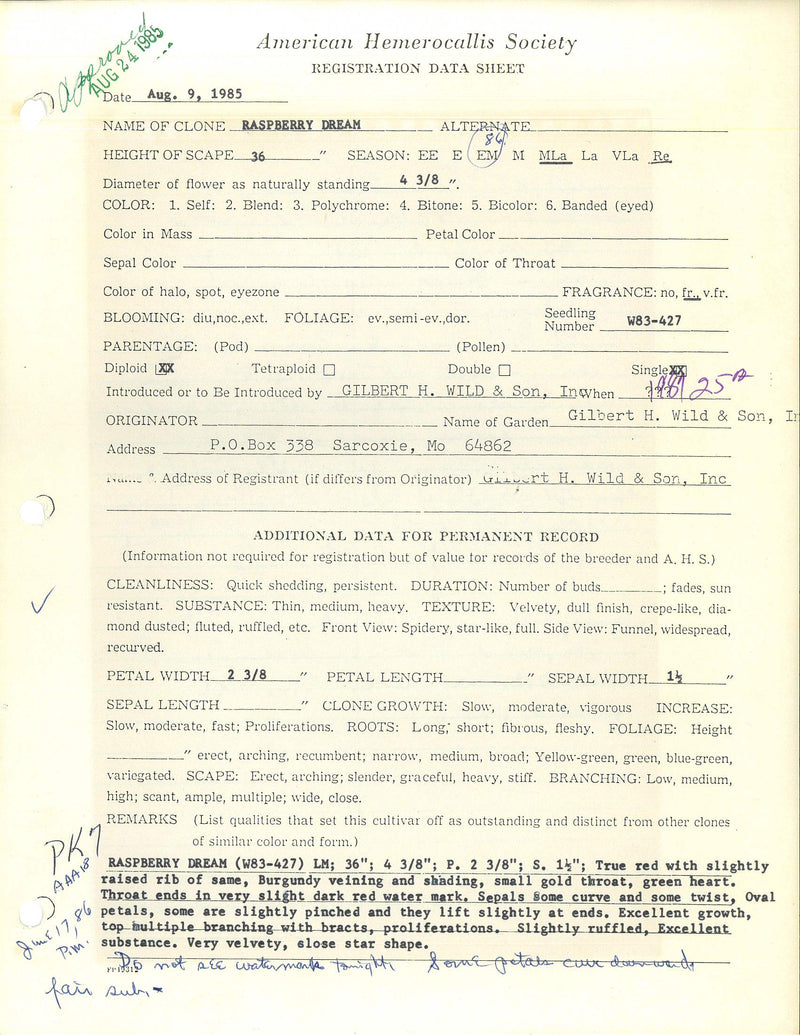 Approved
AUG 24 1985
American Hemerocallis Society
REGISTRATION DATA SHEET
Date Aug. 9, 1985
NAME OF CLONE RASPBERRY DREAM ALTERNATE
86
HEIGHT OF SCAPE 36 " SEASON: EE E EM M MLa La VLa Re
Diameter of flower as naturally standing 4 3/8 ".
COLOR: 1. Self: 2. Blend: 3. Polychrome: 4. Bitone: 5. Bicolor: 6. Banded (eyed)
Color in Mass Petal Color
Sepal Color Color of Throat
Color of halo, spot, eyezone FRAGRANCE: no, fr., v.fr.
BLOOMING: diu,noc.,ext. FOLIAGE: ev.,semi-ev.,dor. Seedling Number W83-427
PARENTAGE: (Pod) (Pollen)
Diploid XX Tetraploid Double Single XX
Introduced or to Be Introduced by GILBERT H. WILD & Son, Inc When 1987 25
ORIGINATOR Name of Garden Gilbert H. Wild & Son, In
Address P.O.Box 338 Sarcoxie, Mo 64862
Address of Registrant (if differs from Originator) Gilbert H. Wild & Son, Inc
ADDITIONAL DATA FOR PERMANENT RECORD
(Information not required for registration but of value for records of the breeder and A. H. S.)
CLEANLINESS: Quick shedding, persistent. DURATION: Number of buds ; fades, sun
resistant. SUBSTANCE: Thin, medium, heavy. TEXTURE: Velvety, dull finish, crepe-like, dia-
mond dusted; fluted, ruffled, etc. Front View: Spidery, star-like, full. Side View: Funnel, widespread,
recurved.
PETAL WIDTH 2 3/8 " PETAL LENGTH " SEPAL WIDTH 1½ "
SEPAL LENGTH " CLONE GROWTH: Slow, moderate, vigorous INCREASE:
Slow, moderate, fast; Proliferations. ROOTS: Long, short; fibrous, fleshy. FOLIAGE: Height
" erect, arching, recumbent; narrow, medium, broad; Yellow-green, green, blue-green,
variegated. SCAPE: Erect, arching; slender, graceful, heavy, stiff. BRANCHING: Low, medium,
high; scant, ample, multiple; wide, close.
REMARKS (List qualities that set this cultivar off as outstanding and distinct from other clones
of similar color and form.)
PK 7
RASPBERRY DREAM (W83-427) LM; 36"; 4 3/8"; P. 2 3/8"; S. 1½"; True red with slightly
raised rib of same, Burgundy veining and shading, small gold throat, green heart.
Throat ends in very slight dark red water mark. Sepals some curve and some twist, Oval
petals, some are slightly pinched and they lift slightly at ends. Excellent growth,
top multiple branching with bracts, proliferations. Slightly ruffled, Excellent
substance. Very velvety, close star shape.
June 17, 86
P.M.
Do not see watermark tonight, Some petals curve downwards
fair sub.